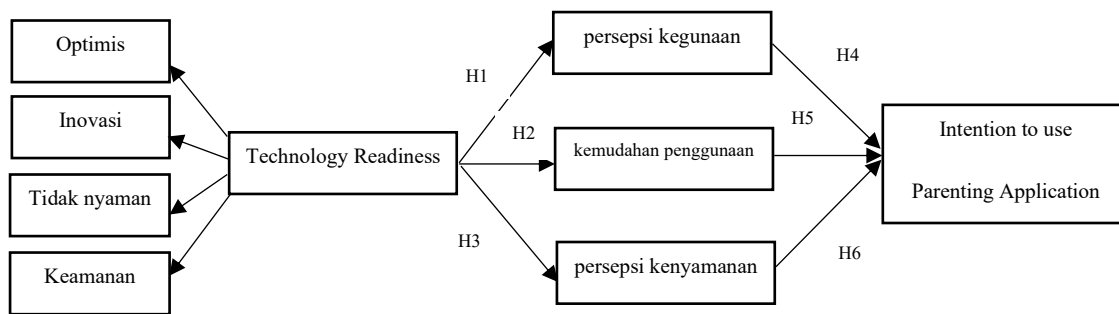 Optimis
Inovasi
Tidak nyaman
Keamanan
Technology Readiness
H1
H2
H3
persepsi kegunaan
kemudahan penggunaan
persepsi kenyamanan
H4
H5
H6
Intention to use
Parenting Application